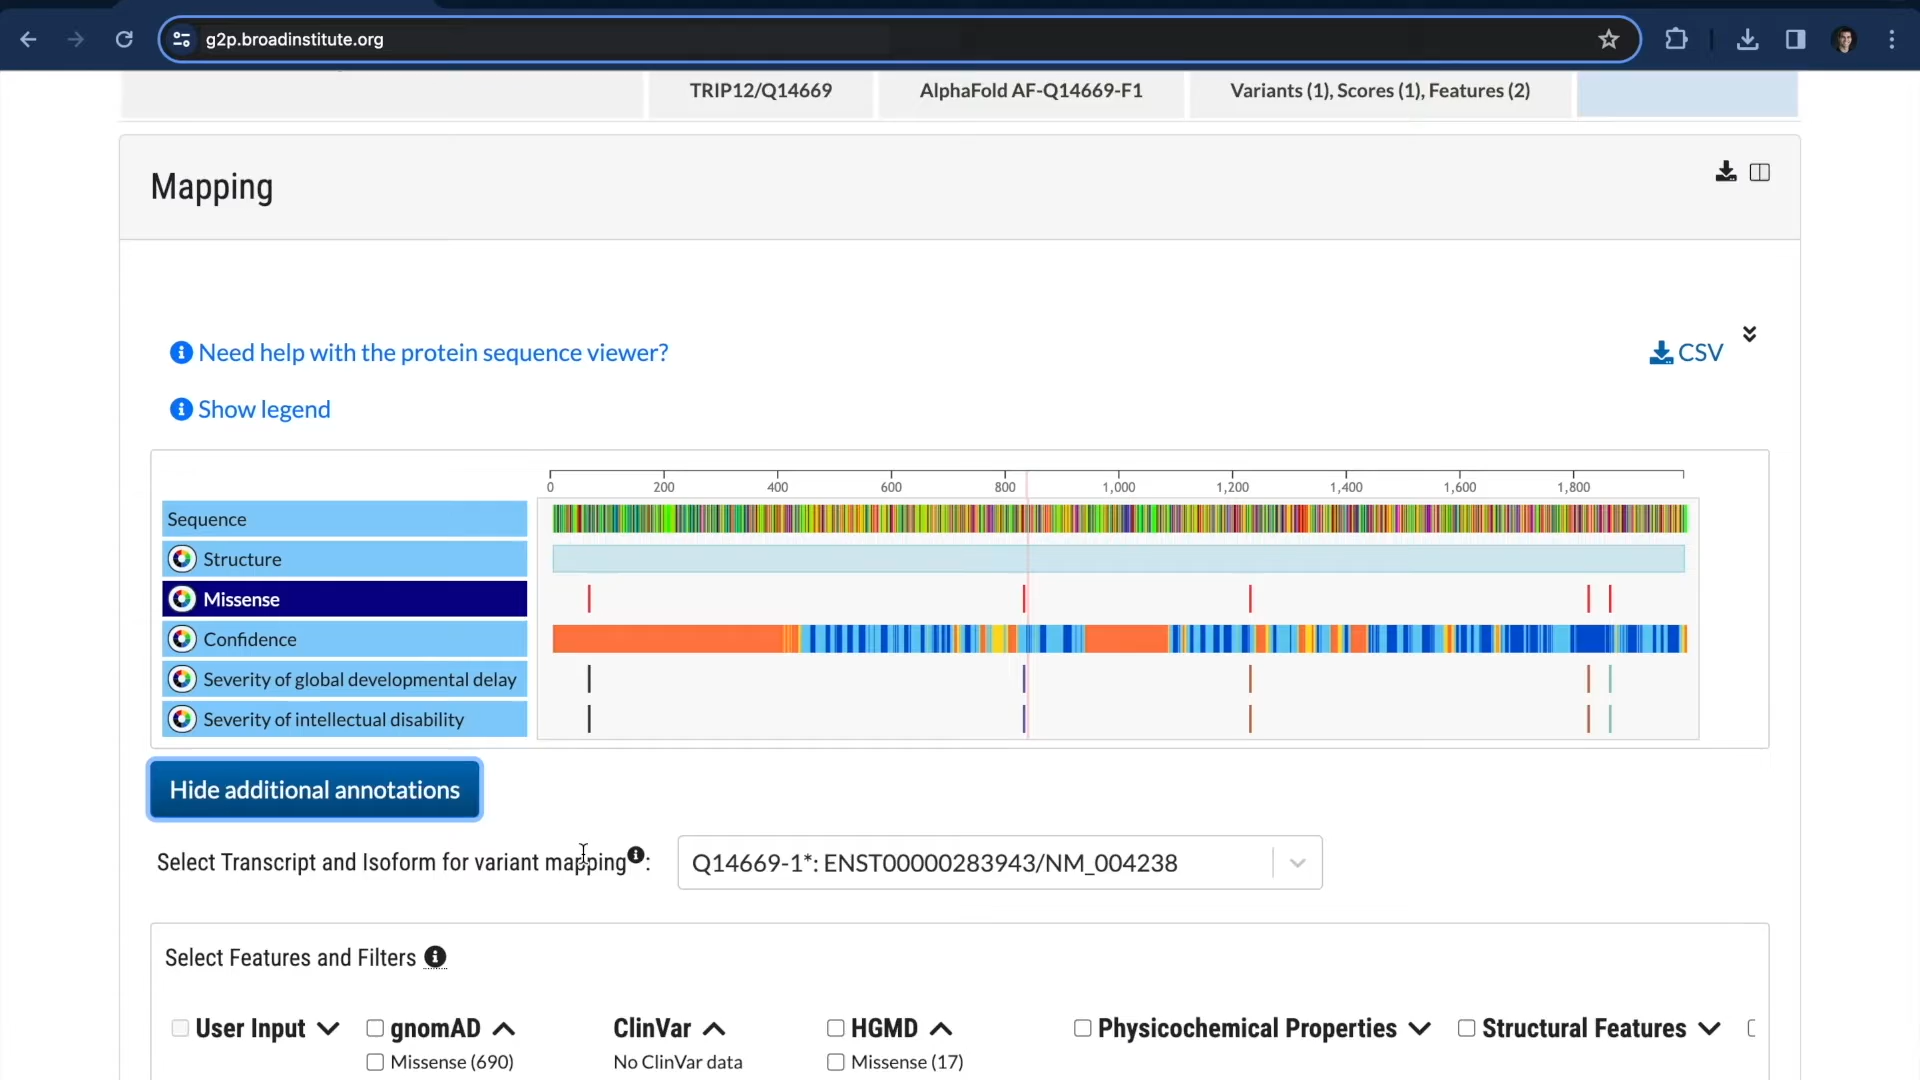 g2p.broadinstitute.org
TRIP12/Q14669 AlphaFold AF-Q14669-F1 Variants (1), Scores (1), Features (2)
Mapping
Need help with the protein sequence viewer?
CSV
Show legend
0 200 400 600 800 1,000 1,200 1,400 1,600 1,800
Sequence
Structure
Missense
Confidence
Severity of global developmental delay
Severity of intellectual disability
Hide additional annotations
Select Transcript and Isoform for variant mapping: Q14669-1*: ENST00000283943/NM_004238
Select Features and Filters
User Input gnomAD ClinVar HGMD Physicochemical Properties Structural Features
Missense (690) No ClinVar data Missense (17)